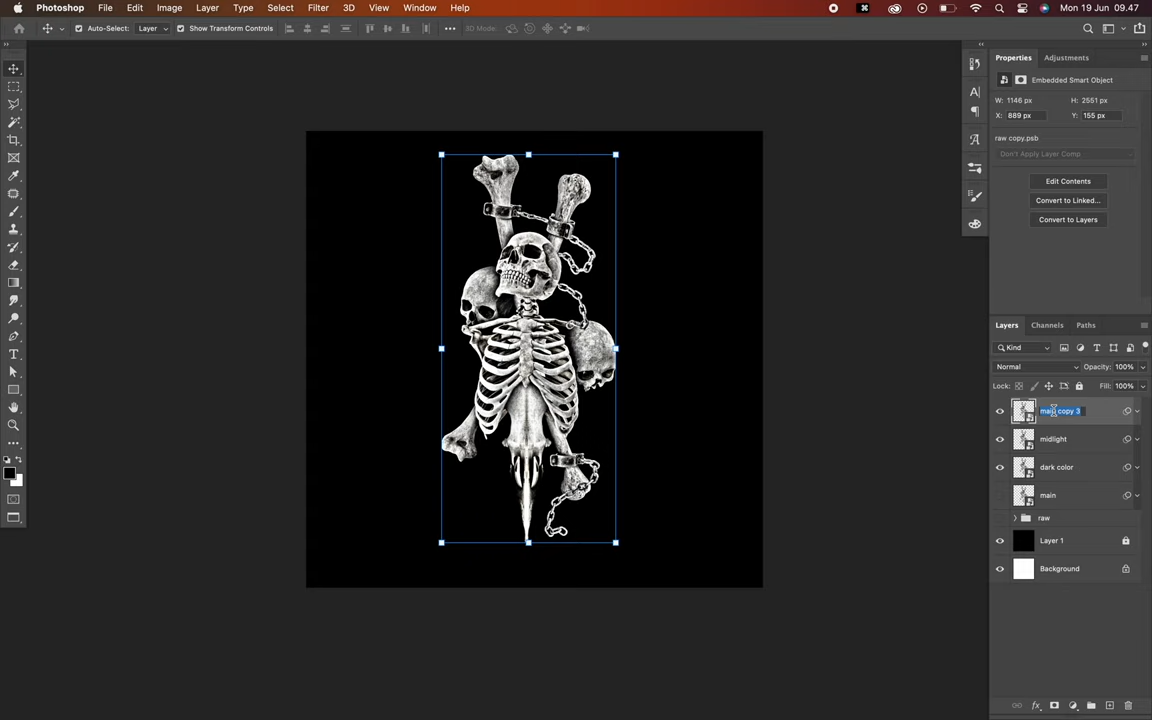 Photoshop File Edit Image Layer Type Select Filter 3D View Window Help Mon 19 Jun 09.47
Auto-Select: Layer Show Transform Controls 3D Mode:
Properties Adjustments
Embedded Smart Object
W: 1146 px H: 2551 px
X: 889 px Y: 155 px
raw copy.psb
Don't Apply Layer Comp
Edit Contents
Convert to Linked...
Convert to Layers
Layers Channels Paths
Kind
Normal Opacity: 100%
Lock: Fill: 100%
main copy 3
midlight
dark color
main
raw
Layer 1
Background